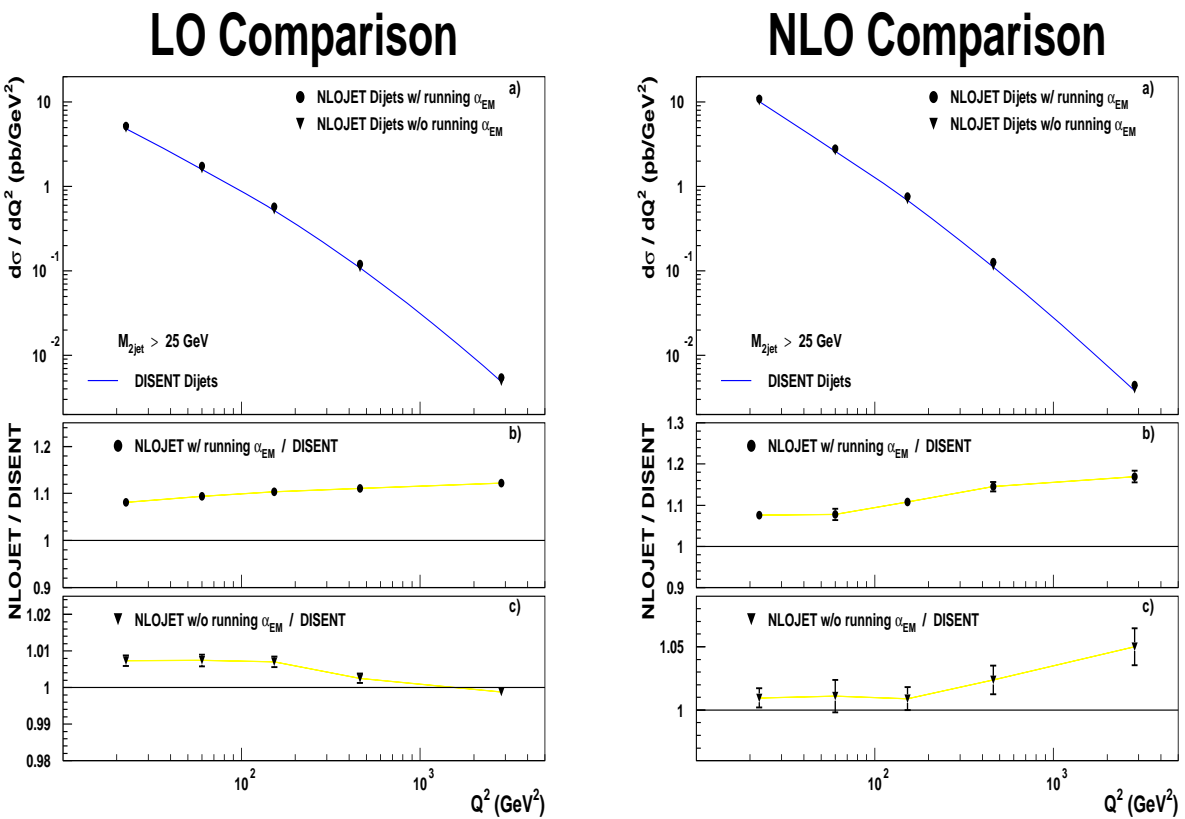 LO Comparison
dσ / dQ² (pb/GeV²)
10
1
10⁻¹
10⁻²
a)
NLOJET Dijets w/ running α_EM
NLOJET Dijets w/o running α_EM
M_2jet > 25 GeV
DISENT Dijets
NLOJET / DISENT
1.2
1.1
1
0.9
b)
NLOJET w/ running α_EM / DISENT
1.02
1.01
1
0.99
0.98
c)
NLOJET w/o running α_EM / DISENT
10²
10³
Q² (GeV²)
NLO Comparison
dσ / dQ² (pb/GeV²)
10
1
10⁻¹
10⁻²
a)
NLOJET Dijets w/ running α_EM
NLOJET Dijets w/o running α_EM
M_2jet > 25 GeV
DISENT Dijets
NLOJET / DISENT
1.3
1.2
1.1
1
0.9
b)
NLOJET w/ running α_EM / DISENT
1.05
1
c)
NLOJET w/o running α_EM / DISENT
10²
10³
Q² (GeV²)